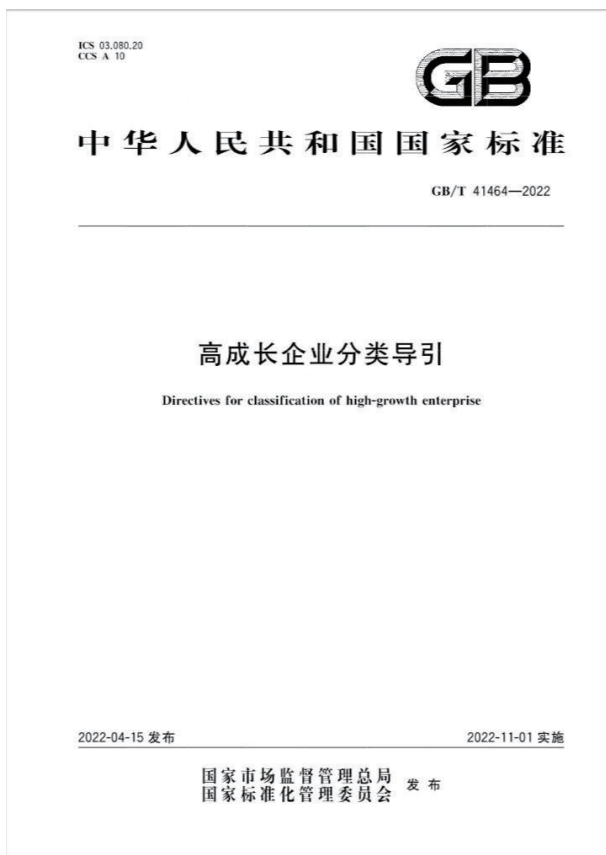 ICS 03.080.20
CCS A 10
GB
中华人民共和国国家标准
GB/T 41464—2022
高成长企业分类导引
Directives for classification of high-growth enterprise
2022-04-15 发布
2022-11-01 实施
国家市场监督管理总局
国家标准化管理委员会
发布